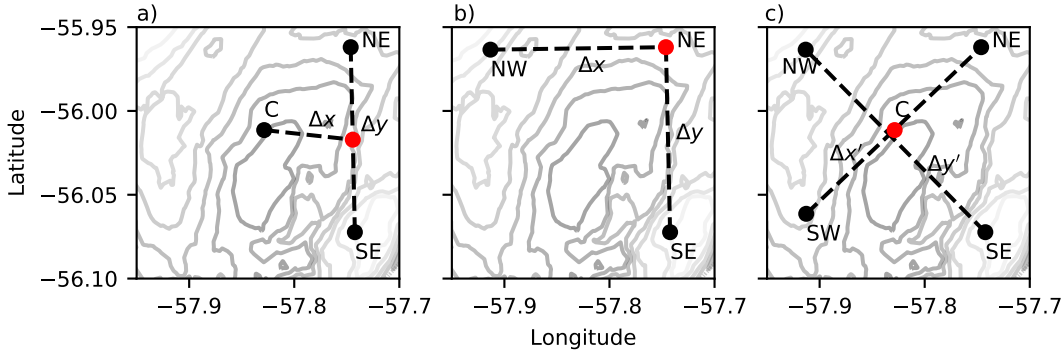 a)
b)
c)
−55.95
−56.00
−56.05
−56.10
Latitude
NE
C
Δx
Δy
SE
−57.9
−57.8
−57.7
NE
NW
Δx
Δy
SE
−57.9
−57.8
−57.7
NW
NE
C
Δx′
Δy′
SW
SE
−57.9
−57.8
−57.7
Longitude